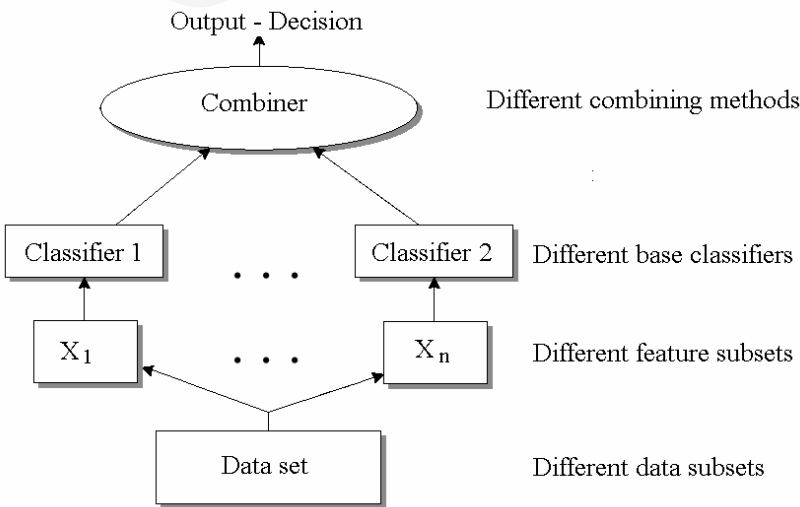 Output - Decision
Combiner
Different combining methods
Classifier 1
. . .
Classifier 2
Different base classifiers
X1
. . .
Xn
Different feature subsets
Data set
Different data subsets